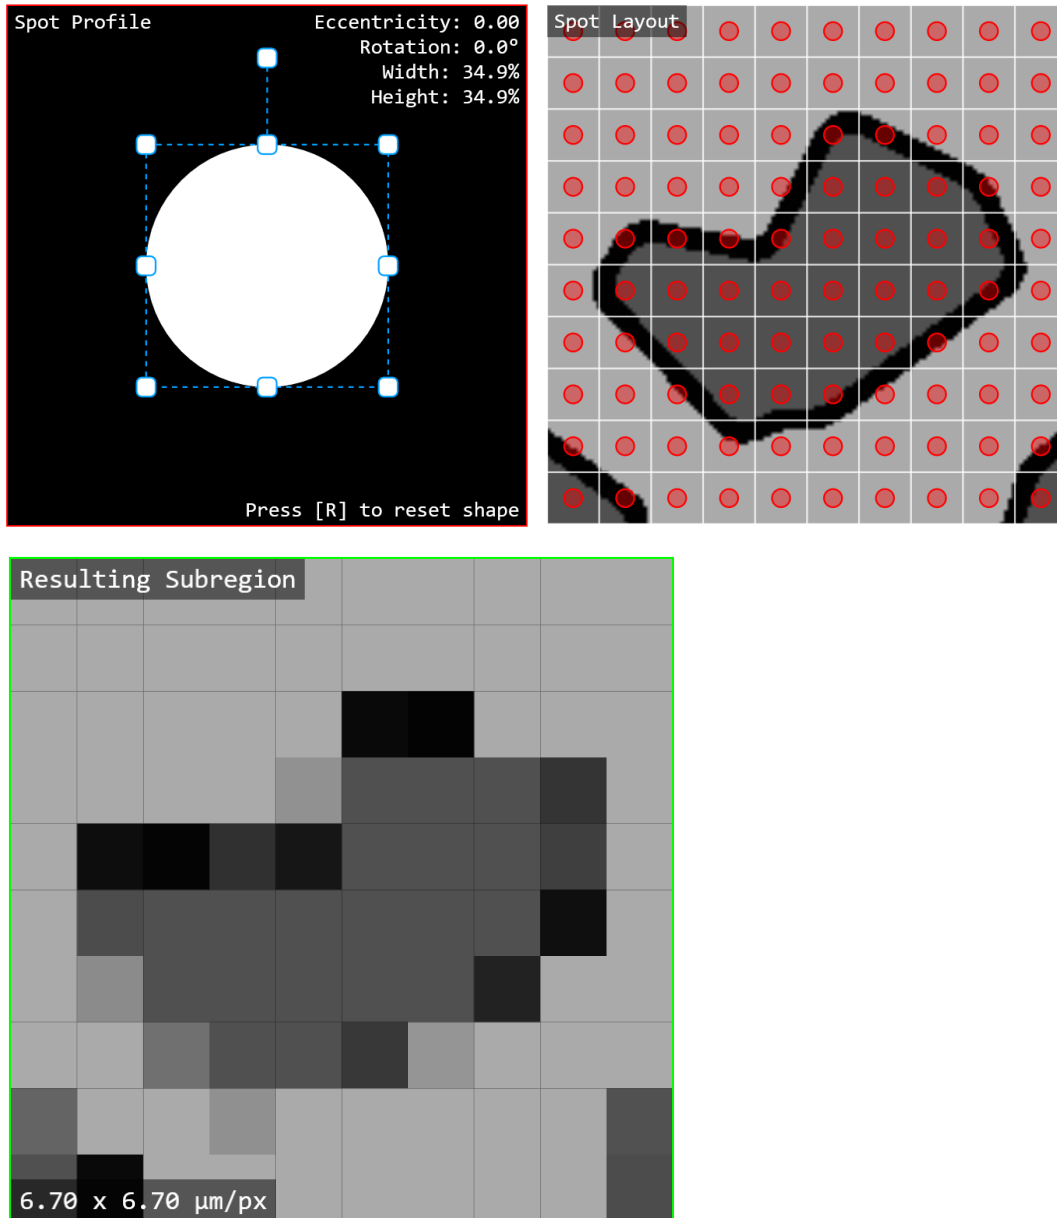 Spot Profile
Eccentricity: 0.00
Rotation: 0.0°
Width: 34.9%
Height: 34.9%
Press [R] to reset shape
Spot Layout
Resulting Subregion
6.70 x 6.70 µm/px